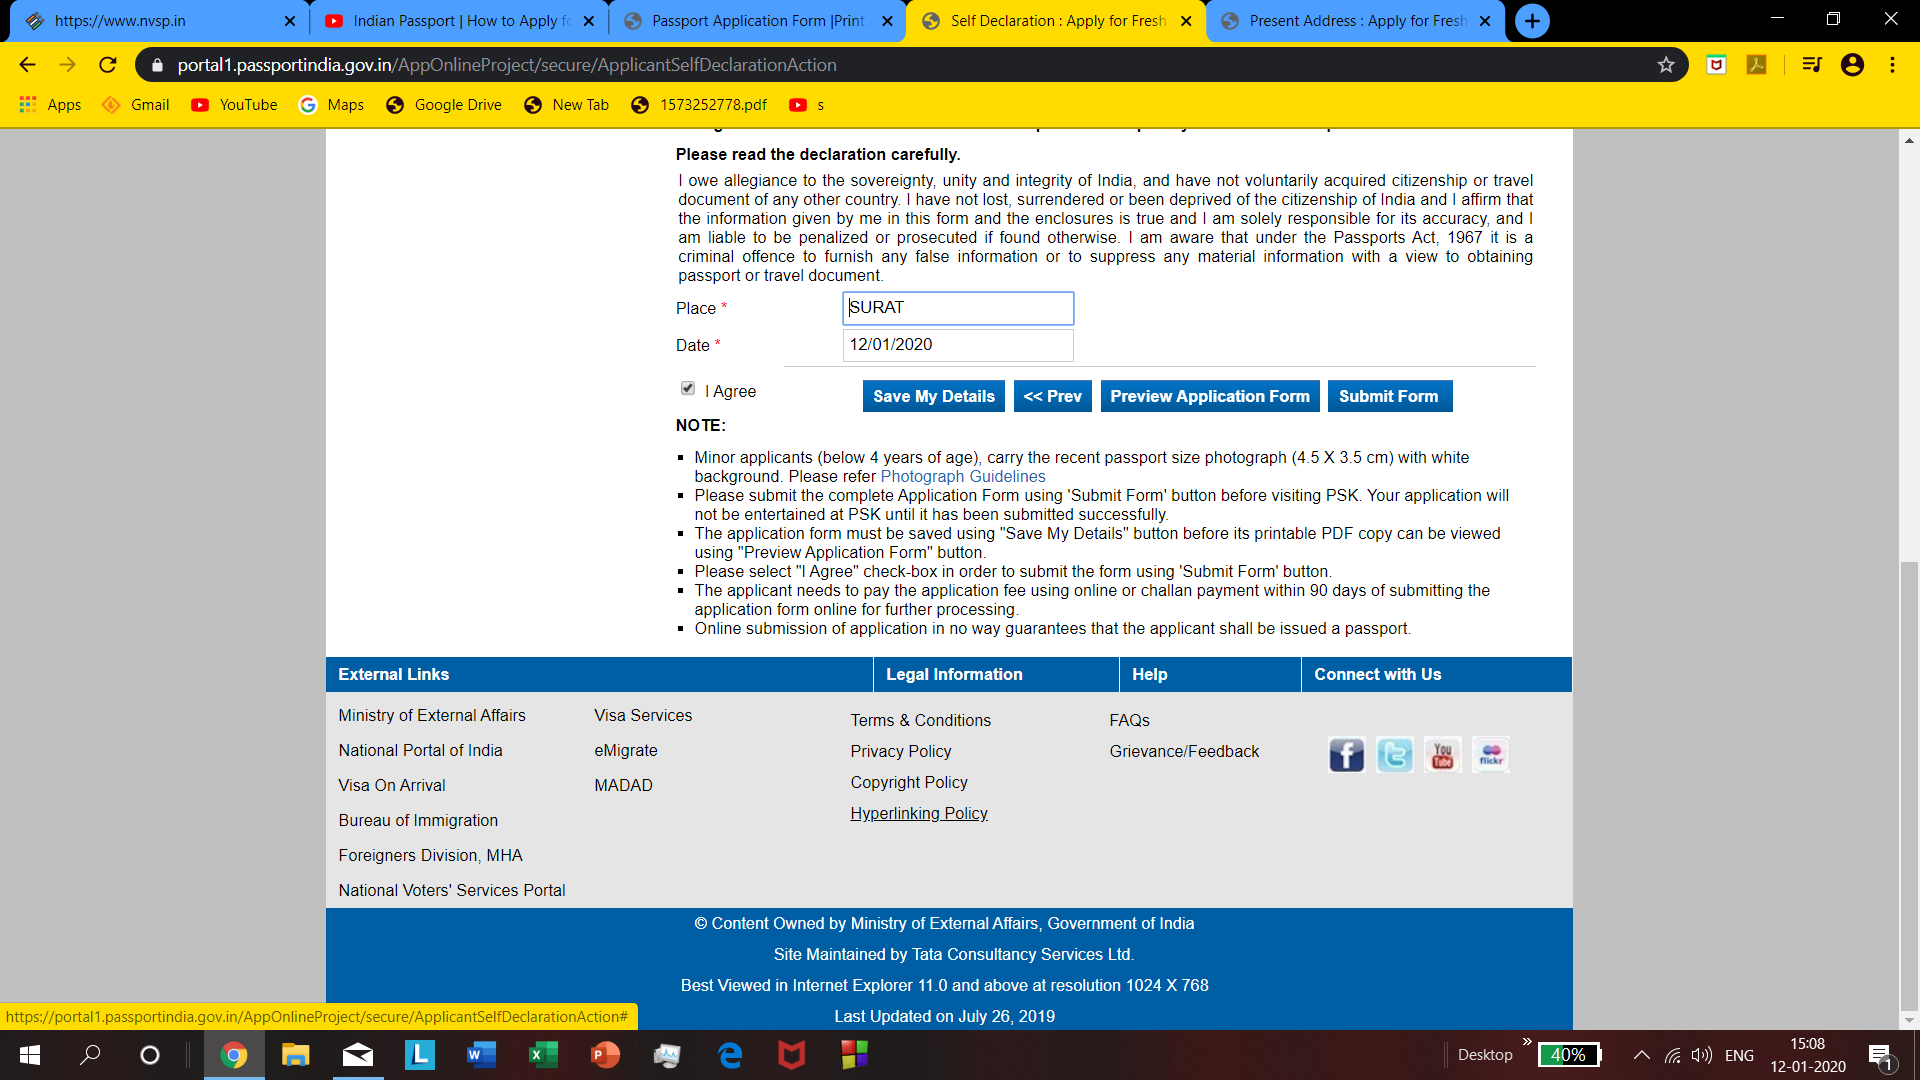 https://www.nvsp.in
Indian Passport | How to Apply fo
Passport Application Form |Print
Self Declaration : Apply for Fresh
Present Address : Apply for Fresh
portal1.passportindia.gov.in/AppOnlineProject/secure/ApplicantSelfDeclarationAction
Apps Gmail YouTube Maps Google Drive New Tab 1573252778.pdf s
Please read the declaration carefully.
I owe allegiance to the sovereignty, unity and integrity of India, and have not voluntarily acquired citizenship or travel
document of any other country. I have not lost, surrendered or been deprived of the citizenship of India and I affirm that
the information given by me in this form and the enclosures is true and I am solely responsible for its accuracy, and I
am liable to be penalized or prosecuted if found otherwise. I am aware that under the Passports Act, 1967 it is a
criminal offence to furnish any false information or to suppress any material information with a view to obtaining
passport or travel document.
Place * SURAT
Date * 12/01/2020
I Agree Save My Details << Prev Preview Application Form Submit Form
NOTE:
Minor applicants (below 4 years of age), carry the recent passport size photograph (4.5 X 3.5 cm) with white
background. Please refer Photograph Guidelines
Please submit the complete Application Form using 'Submit Form' button before visiting PSK. Your application will
not be entertained at PSK until it has been submitted successfully.
The application form must be saved using "Save My Details" button before its printable PDF copy can be viewed
using "Preview Application Form" button.
Please select "I Agree" check-box in order to submit the form using 'Submit Form' button.
The applicant needs to pay the application fee using online or challan payment within 90 days of submitting the
application form online for further processing.
Online submission of application in no way guarantees that the applicant shall be issued a passport.
External Links Legal Information Help Connect with Us
Ministry of External Affairs Visa Services Terms & Conditions FAQs
National Portal of India eMigrate Privacy Policy Grievance/Feedback
Visa On Arrival MADAD Copyright Policy
Bureau of Immigration Hyperlinking Policy
Foreigners Division, MHA
National Voters' Services Portal
You Tube
flickr
© Content Owned by Ministry of External Affairs, Government of India
Site Maintained by Tata Consultancy Services Ltd.
Best Viewed in Internet Explorer 11.0 and above at resolution 1024 X 768
Last Updated on July 26, 2019
https://portal1.passportindia.gov.in/AppOnlineProject/secure/ApplicantSelfDeclarationAction#
Desktop 40% ENG 15:08
12-01-2020 1